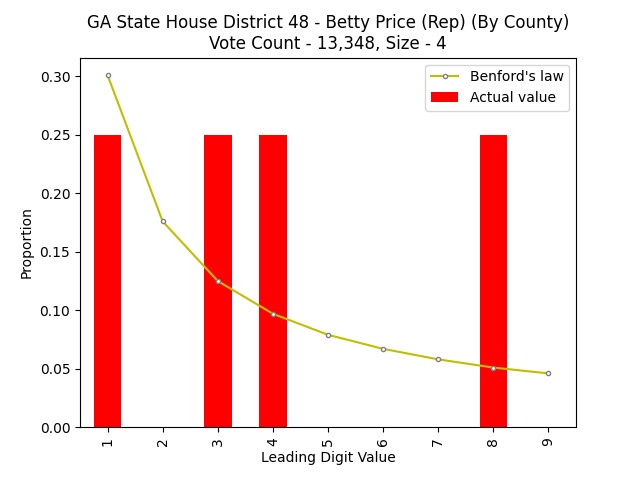 GA State House District 48 - Betty Price (Rep) (By County)
Vote Count - 13,348, Size - 4
Benford's law
Actual value
0.30
0.25
0.20
0.15
0.10
0.05
0.00
Proportion
1 2 3 4 5 6 7 8 9
Leading Digit Value